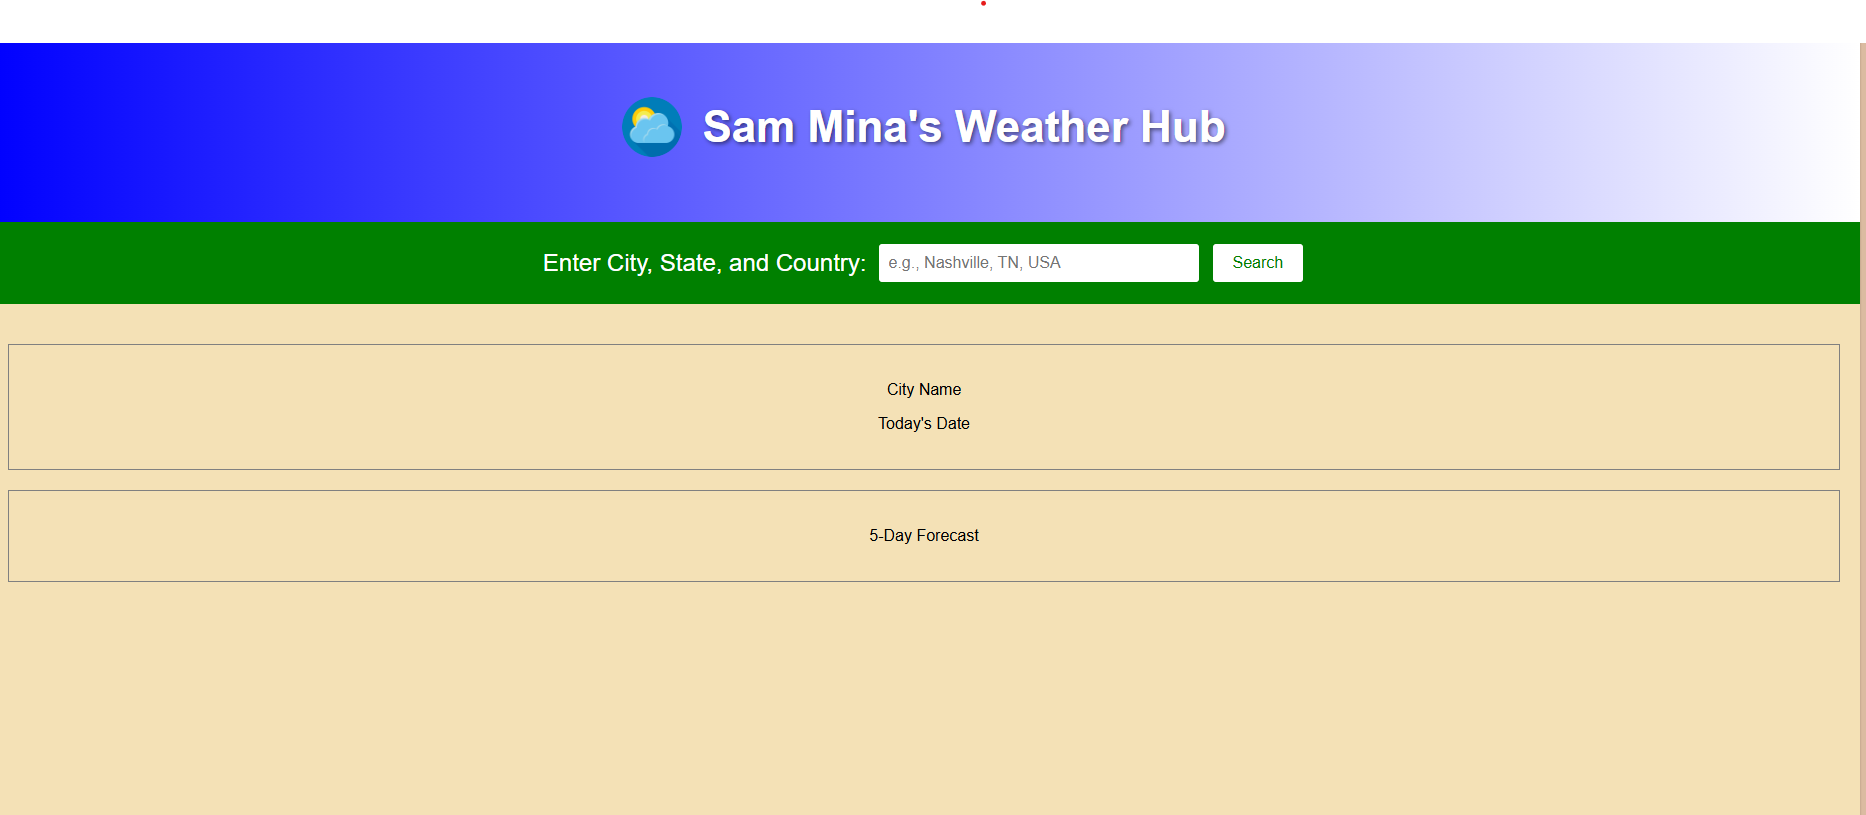 Sam Mina's Weather Hub
Enter City, State, and Country: e.g., Nashville, TN, USA Search
City Name
Today's Date
5-Day Forecast